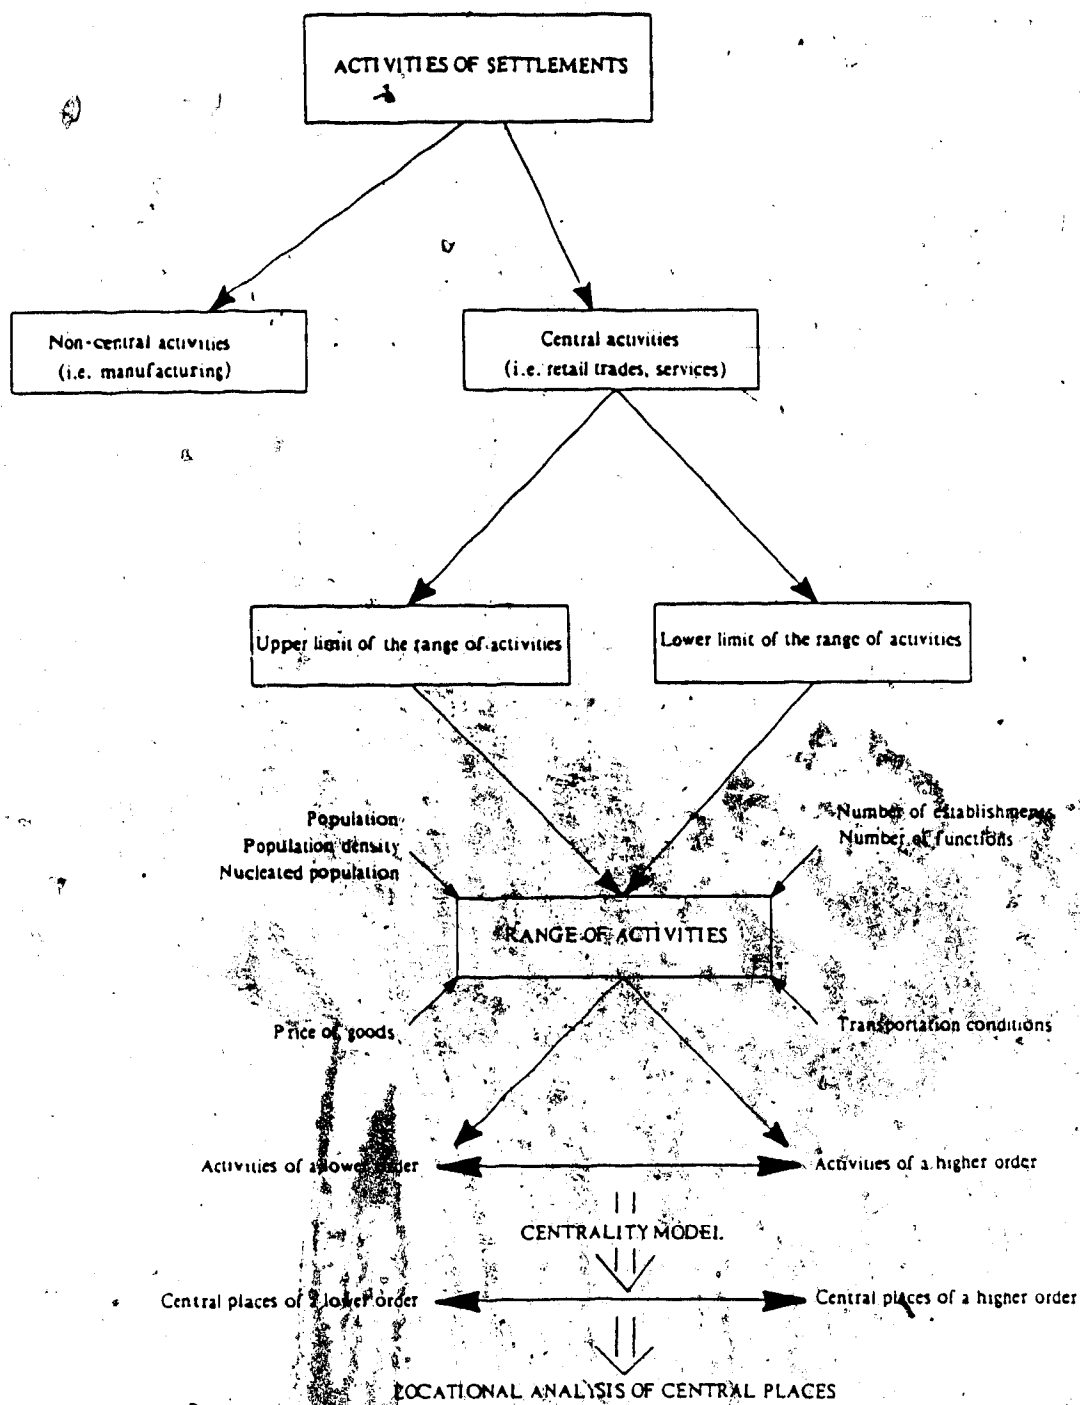 ACTIVITIES OF SETTLEMENTS
Non-central activities
(i.e. manufacturing)
Central activities
(i.e. retail trades, services)
Upper limit of the range of activities
Lower limit of the range of activities
Population
Population density
Nucleated population
Number of establishments
Number of functions
RANGE OF ACTIVITIES
Price of goods
Transportation conditions
Activities of a lower order
Activities of a higher order
CENTRALITY MODEL
Central places of a lower order
Central places of a higher order
LOCATIONAL ANALYSIS OF CENTRAL PLACES